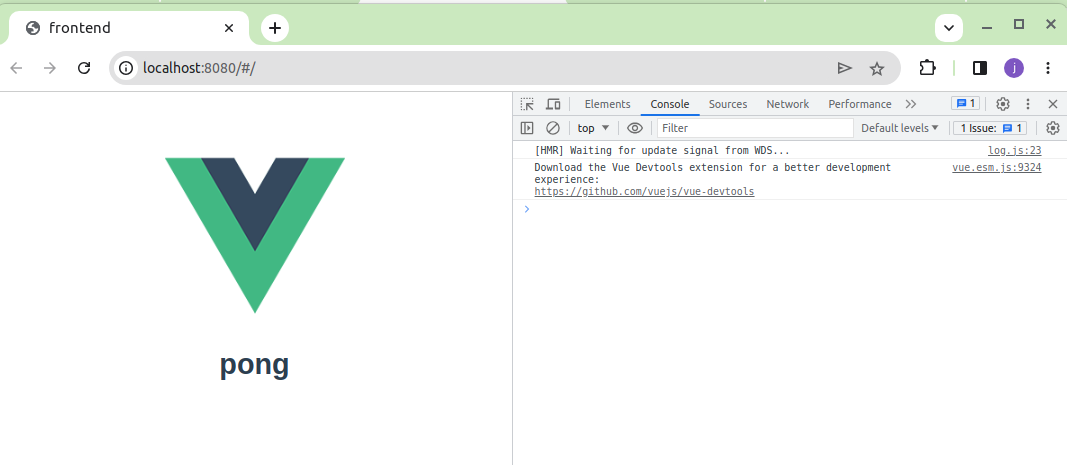 frontend
localhost:8080/#/
j
Elements Console Sources Network Performance 1
top Filter Default levels 1 Issue: 1
[HMR] Waiting for update signal from WDS... log.js:23
Download the Vue Devtools extension for a better development vue.esm.js:9324
experience:
https://github.com/vuejs/vue-devtools
pong